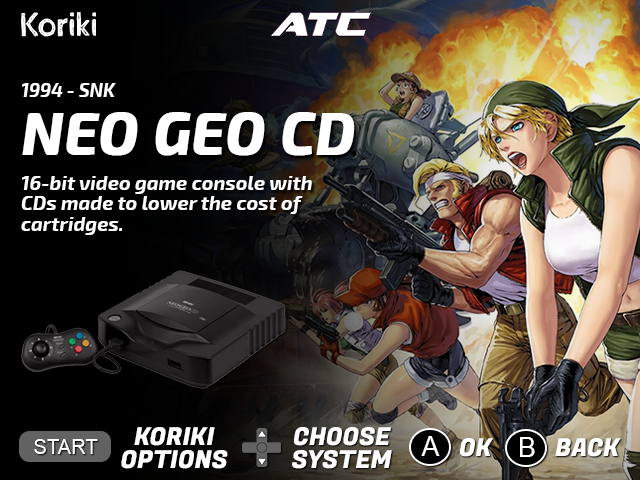 Koriki
ATC
1994 - SNK
NEO GEO CD
16-bit video game console with
CDs made to lower the cost of
cartridges.
START
KORIKI
OPTIONS
CHOOSE
SYSTEM
A
OK
B
BACK